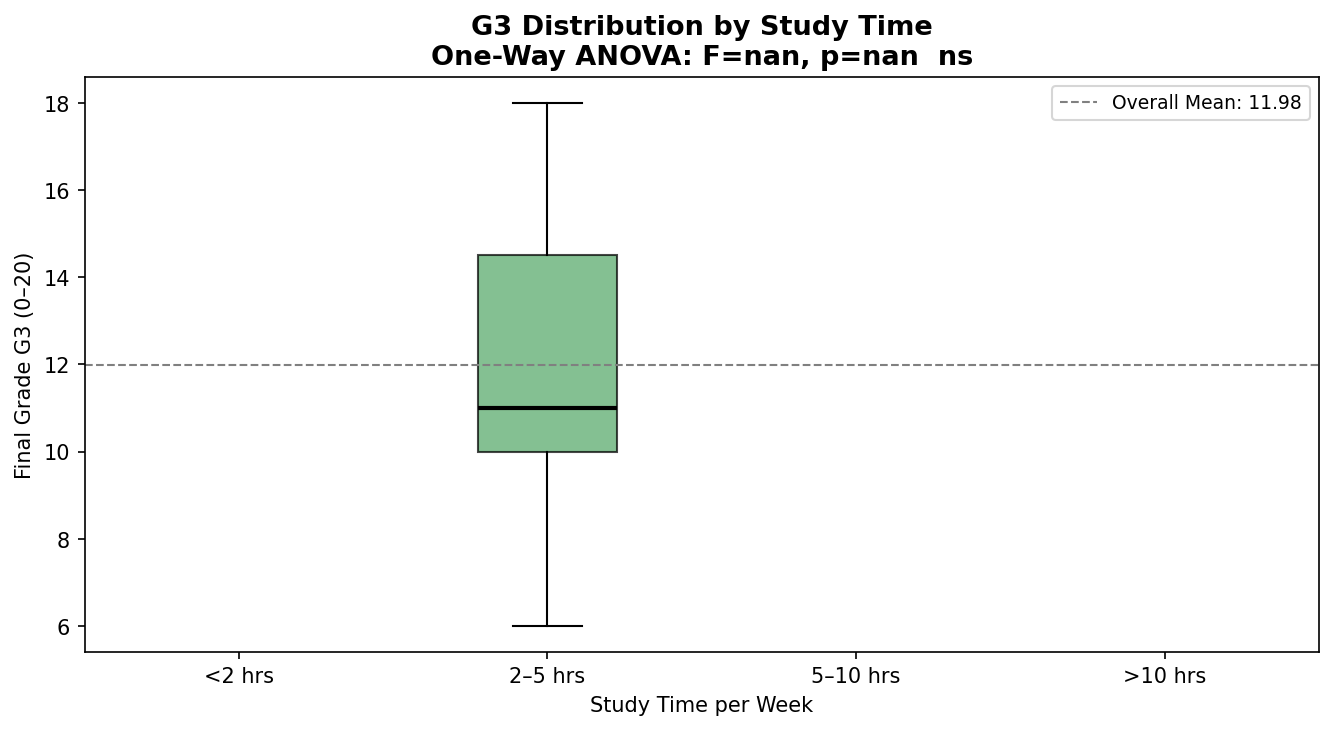 G3 Distribution by Study Time
One-Way ANOVA: F=nan, p=nan  ns
Overall Mean: 11.98
Final Grade G3 (0–20)
18
16
14
12
10
8
6
<2 hrs
2–5 hrs
5–10 hrs
>10 hrs
Study Time per Week